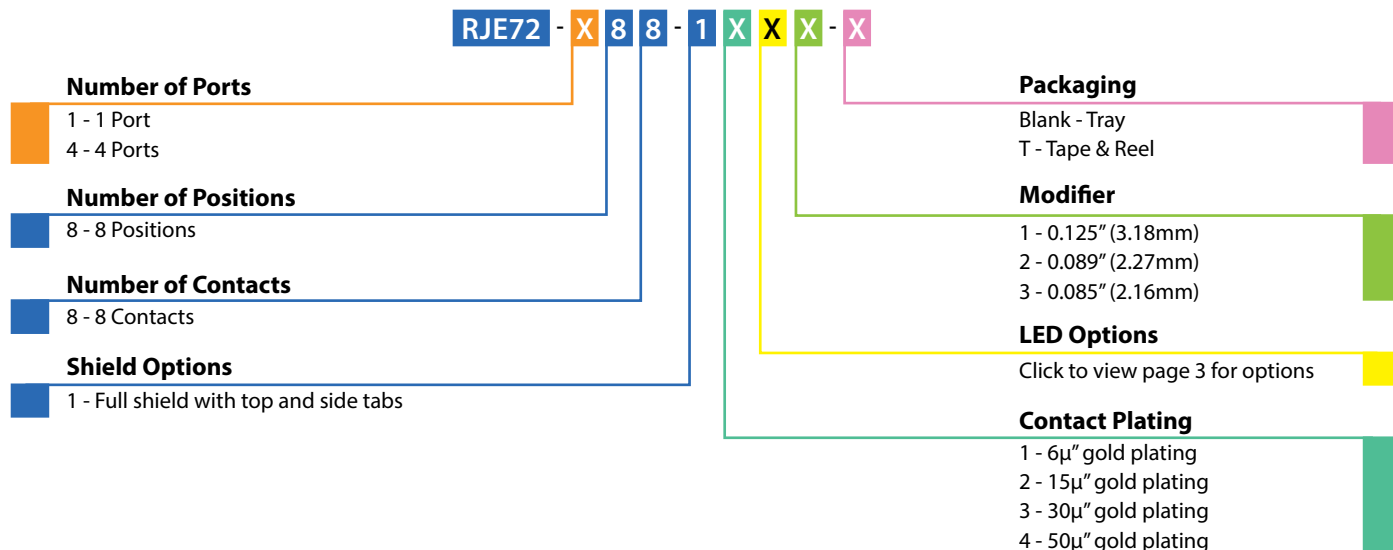 RJE72 - X 8 8 - 1 X X X - X
Number of Ports
1 - 1 Port
4 - 4 Ports
Number of Positions
8 - 8 Positions
Number of Contacts
8 - 8 Contacts
Shield Options
1 - Full shield with top and side tabs
Packaging
Blank - Tray
T - Tape & Reel
Modifier
1 - 0.125” (3.18mm)
2 - 0.089” (2.27mm)
3 - 0.085” (2.16mm)
LED Options
Click to view page 3 for options
Contact Plating
1 - 6µ” gold plating
2 - 15µ” gold plating
3 - 30µ” gold plating
4 - 50µ” gold plating